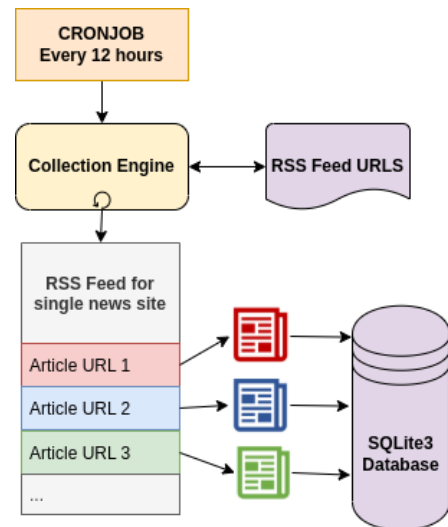 CRONJOB
Every 12 hours
Collection Engine
RSS Feed URLS
RSS Feed for
single news site
Article URL 1
Article URL 2
Article URL 3
...
SQLite3
Database